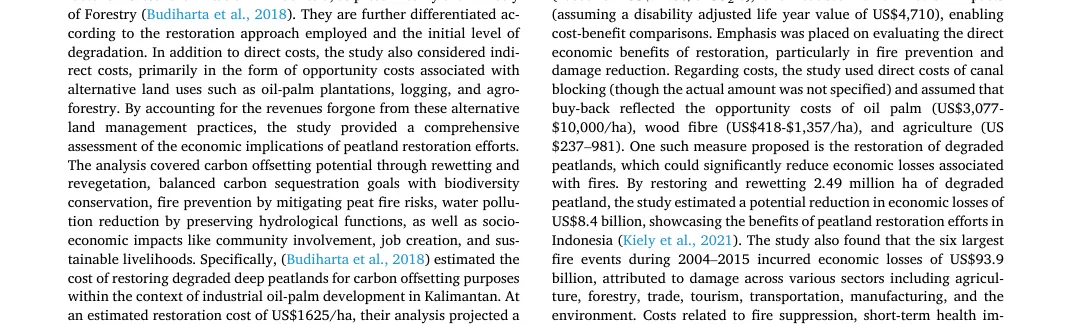 of Forestry (Budiharta et al., 2018). They are further differentiated ac-
cording to the restoration approach employed and the initial level of
degradation. In addition to direct costs, the study also considered indi-
rect costs, primarily in the form of opportunity costs associated with
alternative land uses such as oil-palm plantations, logging, and agro-
forestry. By accounting for the revenues forgone from these alternative
land management practices, the study provided a comprehensive
assessment of the economic implications of peatland restoration efforts.
The analysis covered carbon offsetting potential through rewetting and
revegetation, balanced carbon sequestration goals with biodiversity
conservation, fire prevention by mitigating peat fire risks, water pollu-
tion reduction by preserving hydrological functions, as well as socio-
economic impacts like community involvement, job creation, and sus-
tainable livelihoods. Specifically, (Budiharta et al., 2018) estimated the
cost of restoring degraded deep peatlands for carbon offsetting purposes
within the context of industrial oil-palm development in Kalimantan. At
an estimated restoration cost of US$1625/ha, their analysis projected a
(assuming a disability adjusted life year value of US$4,710), enabling
cost-benefit comparisons. Emphasis was placed on evaluating the direct
economic benefits of restoration, particularly in fire prevention and
damage reduction. Regarding costs, the study used direct costs of canal
blocking (though the actual amount was not specified) and assumed that
buy-back reflected the opportunity costs of oil palm (US$3,077-
$10,000/ha), wood fibre (US$418-$1,357/ha), and agriculture (US
$237–981). One such measure proposed is the restoration of degraded
peatlands, which could significantly reduce economic losses associated
with fires. By restoring and rewetting 2.49 million ha of degraded
peatland, the study estimated a potential reduction in economic losses of
US$8.4 billion, showcasing the benefits of peatland restoration efforts in
Indonesia (Kiely et al., 2021). The study also found that the six largest
fire events during 2004–2015 incurred economic losses of US$93.9
billion, attributed to damage across various sectors including agricul-
ture, forestry, trade, tourism, transportation, manufacturing, and the
environment. Costs related to fire suppression, short-term health im-